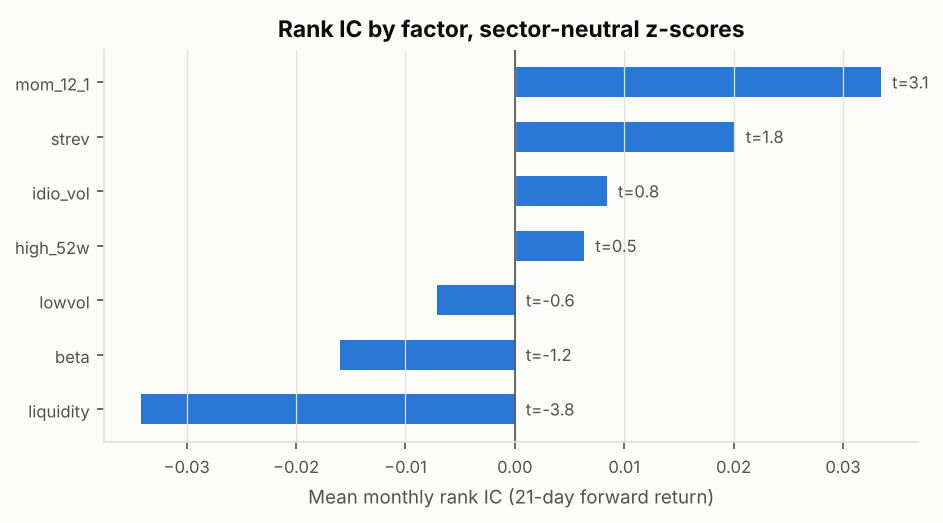 Rank IC by factor, sector-neutral z-scores
mom_12_1
t=3.1
strev
t=1.8
idio_vol
t=0.8
high_52w
t=0.5
lowvol
t=-0.6
beta
t=-1.2
liquidity
t=-3.8
−0.03 −0.02 −0.01 0.00 0.01 0.02 0.03
Mean monthly rank IC (21-day forward return)